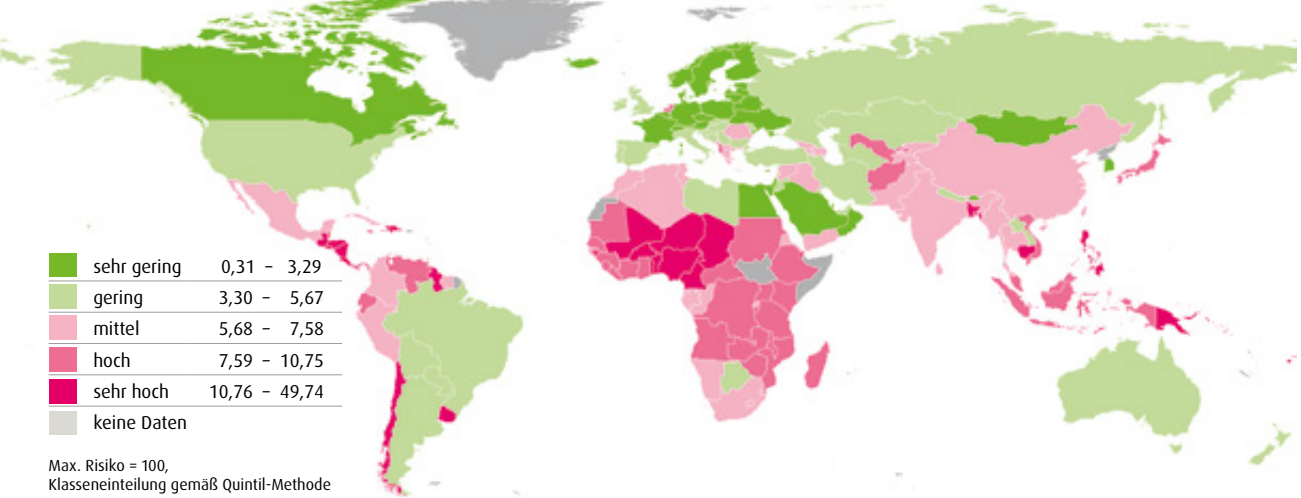 sehr gering 0,31 – 3,29
gering 3,30 – 5,67
mittel 5,68 – 7,58
hoch 7,59 – 10,75
sehr hoch 10,76 – 49,74
keine Daten
Max. Risiko = 100,
Klasseneinteilung gemäß Quintil-Methode